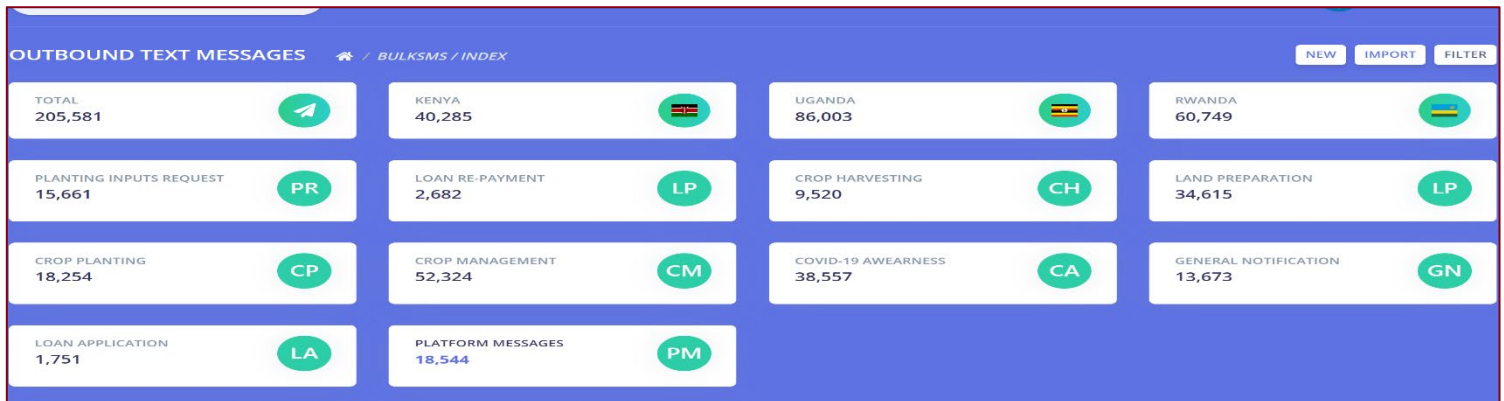 OUTBOUND TEXT MESSAGES / BULKSMS / INDEX NEW IMPORT FILTER
TOTAL
205,581
KENYA
40,285
UGANDA
86,003
RWANDA
60,749
PLANTING INPUTS REQUEST
15,661
PR
LOAN RE-PAYMENT
2,682
LP
CROP HARVESTING
9,520
CH
LAND PREPARATION
34,615
LP
CROP PLANTING
18,254
CP
CROP MANAGEMENT
52,324
CM
COVID-19 AWEARNESS
38,557
CA
GENERAL NOTIFICATION
13,673
GN
LOAN APPLICATION
1,751
LA
PLATFORM MESSAGES
18,544
PM